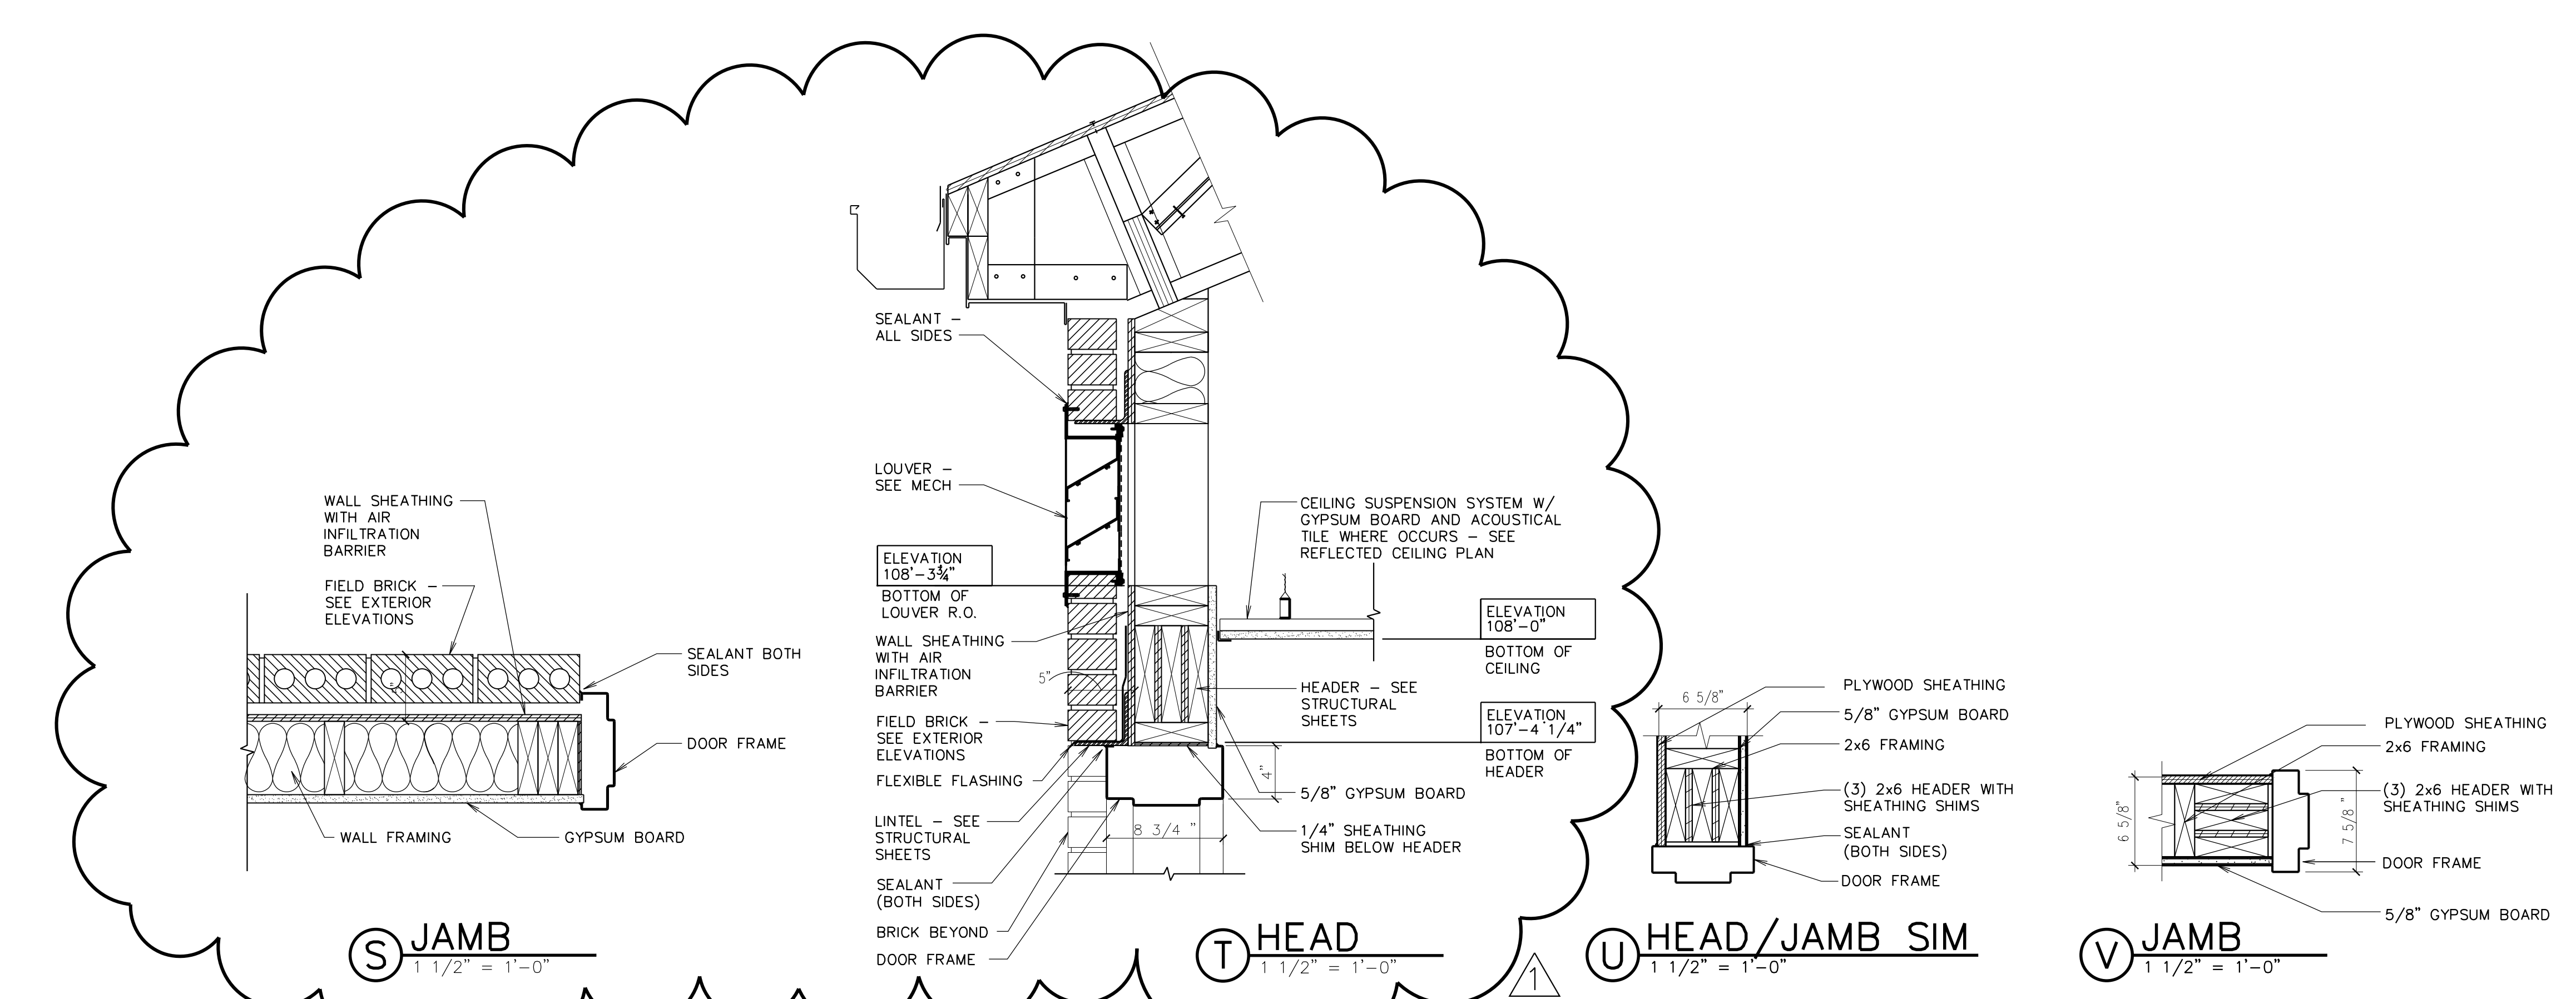 WALL SHEATHING
WITH AIR
INFILTRATION
BARRIER
FIELD BRICK –
SEE EXTERIOR
ELEVATIONS
5"
SEALANT BOTH
SIDES
DOOR FRAME
WALL FRAMING
GYPSUM BOARD
S JAMB
1 1/2" = 1'-0"
SEALANT –
ALL SIDES
LOUVER –
SEE MECH
ELEVATION
108'-3¾"
BOTTOM OF
LOUVER R.O.
WALL SHEATHING
WITH AIR
INFILTRATION
BARRIER
5"
FIELD BRICK –
SEE EXTERIOR
ELEVATIONS
FLEXIBLE FLASHING
LINTEL – SEE
STRUCTURAL
SHEETS
SEALANT
(BOTH SIDES)
BRICK BEYOND
DOOR FRAME
CEILING SUSPENSION SYSTEM W/
GYPSUM BOARD AND ACOUSTICAL
TILE WHERE OCCURS – SEE
REFLECTED CEILING PLAN
ELEVATION
108'-0"
BOTTOM OF
CEILING
HEADER – SEE
STRUCTURAL
SHEETS
ELEVATION
107'-4 1/4"
BOTTOM OF
HEADER
4"
5/8" GYPSUM BOARD
8 3/4 "
1/4" SHEATHING
SHIM BELOW HEADER
T HEAD
1 1/2" = 1'-0"
1
6 5/8"
PLYWOOD SHEATHING
5/8" GYPSUM BOARD
2x6 FRAMING
(3) 2x6 HEADER WITH
SHEATHING SHIMS
SEALANT
(BOTH SIDES)
DOOR FRAME
U HEAD/JAMB SIM
1 1/2" = 1'-0"
PLYWOOD SHEATHING
2x6 FRAMING
(3) 2x6 HEADER WITH
SHEATHING SHIMS
6 5/8"
7 5/8"
DOOR FRAME
5/8" GYPSUM BOARD
V JAMB
1 1/2" = 1'-0"